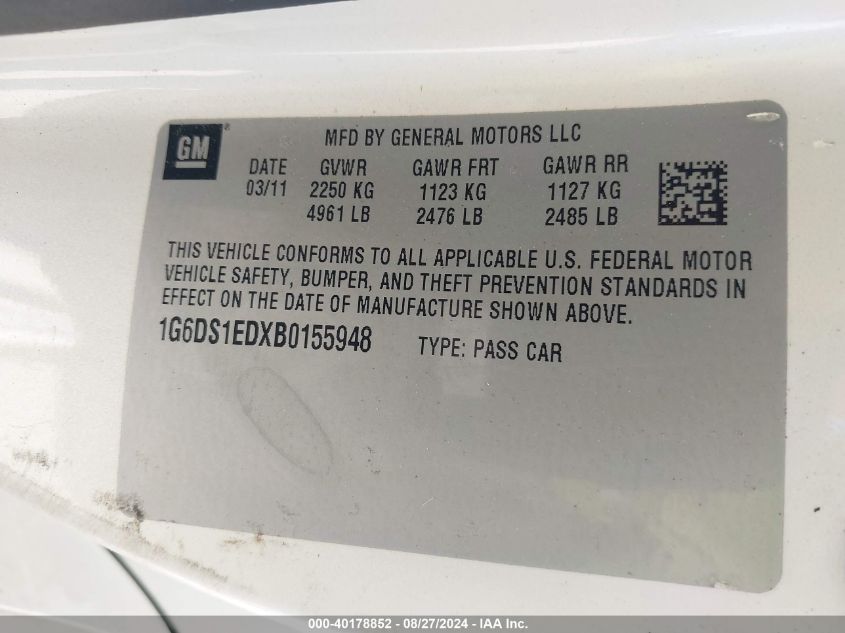 GM
MFD BY GENERAL MOTORS LLC
DATE GVWR GAWR FRT GAWR RR
03/11 2250 KG 1123 KG 1127 KG
4961 LB 2476 LB 2485 LB
THIS VEHICLE CONFORMS TO ALL APPLICABLE U.S. FEDERAL MOTOR
VEHICLE SAFETY, BUMPER, AND THEFT PREVENTION STANDARDS IN
EFFECT ON THE DATE OF MANUFACTURE SHOWN ABOVE.
1G6DS1EDXB0155948 TYPE: PASS CAR
000-40178852 - 08/27/2024 - IAA Inc.